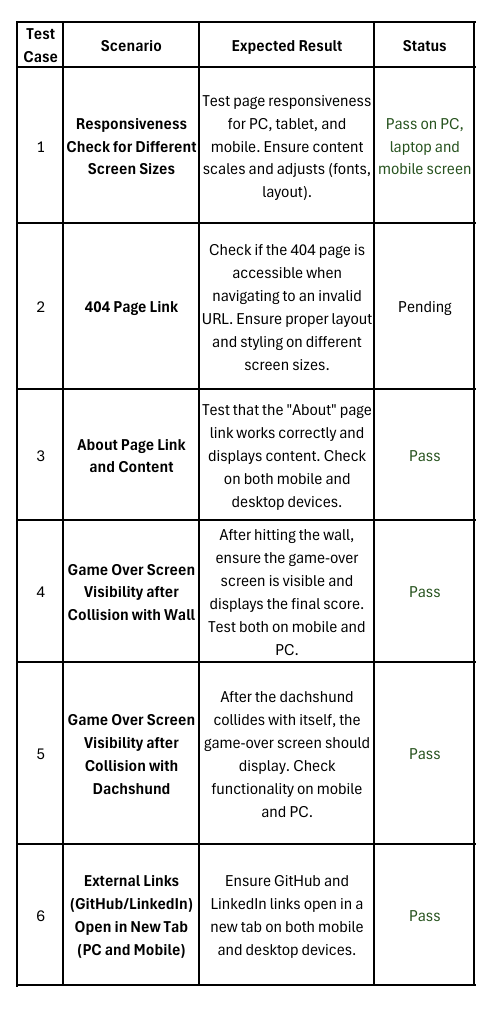 Test
Case
Scenario
Expected Result
Status
1
Responsiveness
Check for Different
Screen Sizes
Test page responsiveness
for PC, tablet, and
mobile. Ensure content
scales and adjusts (fonts,
layout).
Pass on PC,
laptop and
mobile screen
2
404 Page Link
Check if the 404 page is
accessible when
navigating to an invalid
URL. Ensure proper layout
and styling on different
screen sizes.
Pending
3
About Page Link
and Content
Test that the "About" page
link works correctly and
displays content. Check
on both mobile and
desktop devices.
Pass
4
Game Over Screen
Visibility after
Collision with Wall
After hitting the wall,
ensure the game-over
screen is visible and
displays the final score.
Test both on mobile and
PC.
Pass
5
Game Over Screen
Visibility after
Collision with
Dachshund
After the dachshund
collides with itself, the
game-over screen should
display. Check
functionality on mobile
and PC.
Pass
6
External Links
(GitHub/LinkedIn)
Open in New Tab
(PC and Mobile)
Ensure GitHub and
LinkedIn links open in a
new tab on both mobile
and desktop devices.
Pass